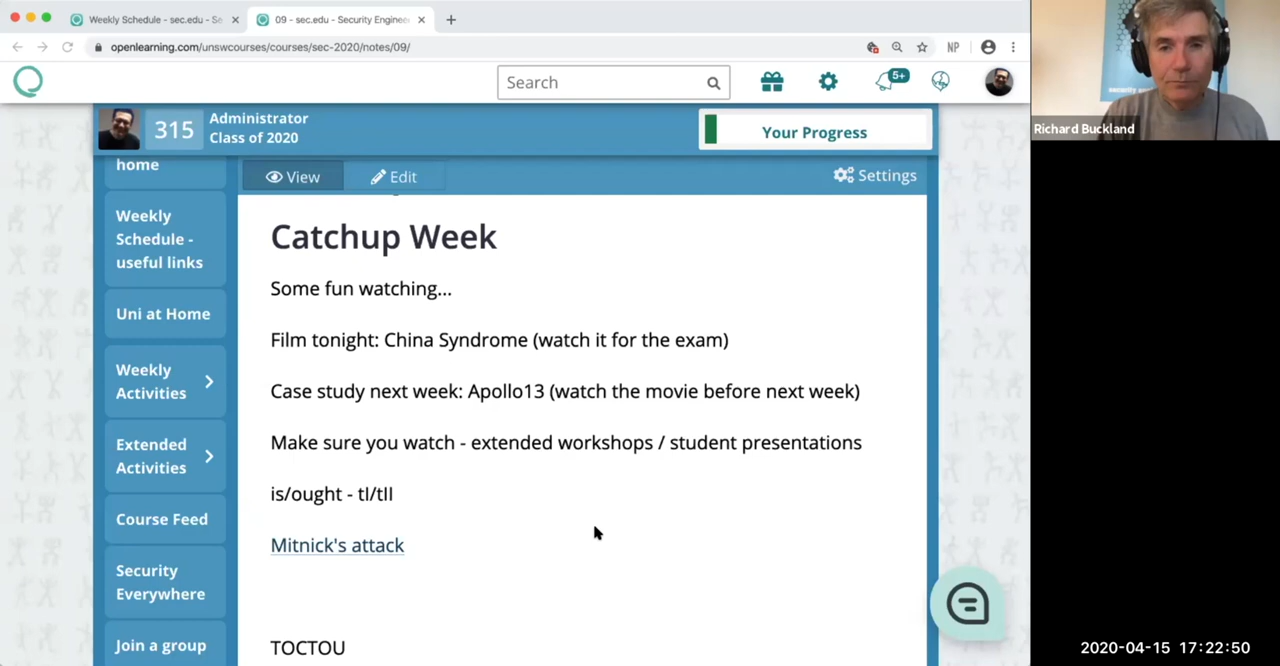 Weekly Schedule - sec.edu - Se
09 - sec.edu - Security Enginee
openlearning.com/unswcourses/courses/sec-2020/notes/09/
NP
Search
5+
315
Administrator
Class of 2020
Your Progress
home
View
Edit
Settings
Weekly
Schedule -
useful links
Uni at Home
Weekly
Activities
Extended
Activities
Course Feed
Security
Everywhere
Join a group
Catchup Week
Some fun watching...
Film tonight: China Syndrome (watch it for the exam)
Case study next week: Apollo13 (watch the movie before next week)
Make sure you watch - extended workshops / student presentations
is/ought - tl/tll
Mitnick's attack
TOCTOU
Richard Buckland
2020-04-15 17:22:50